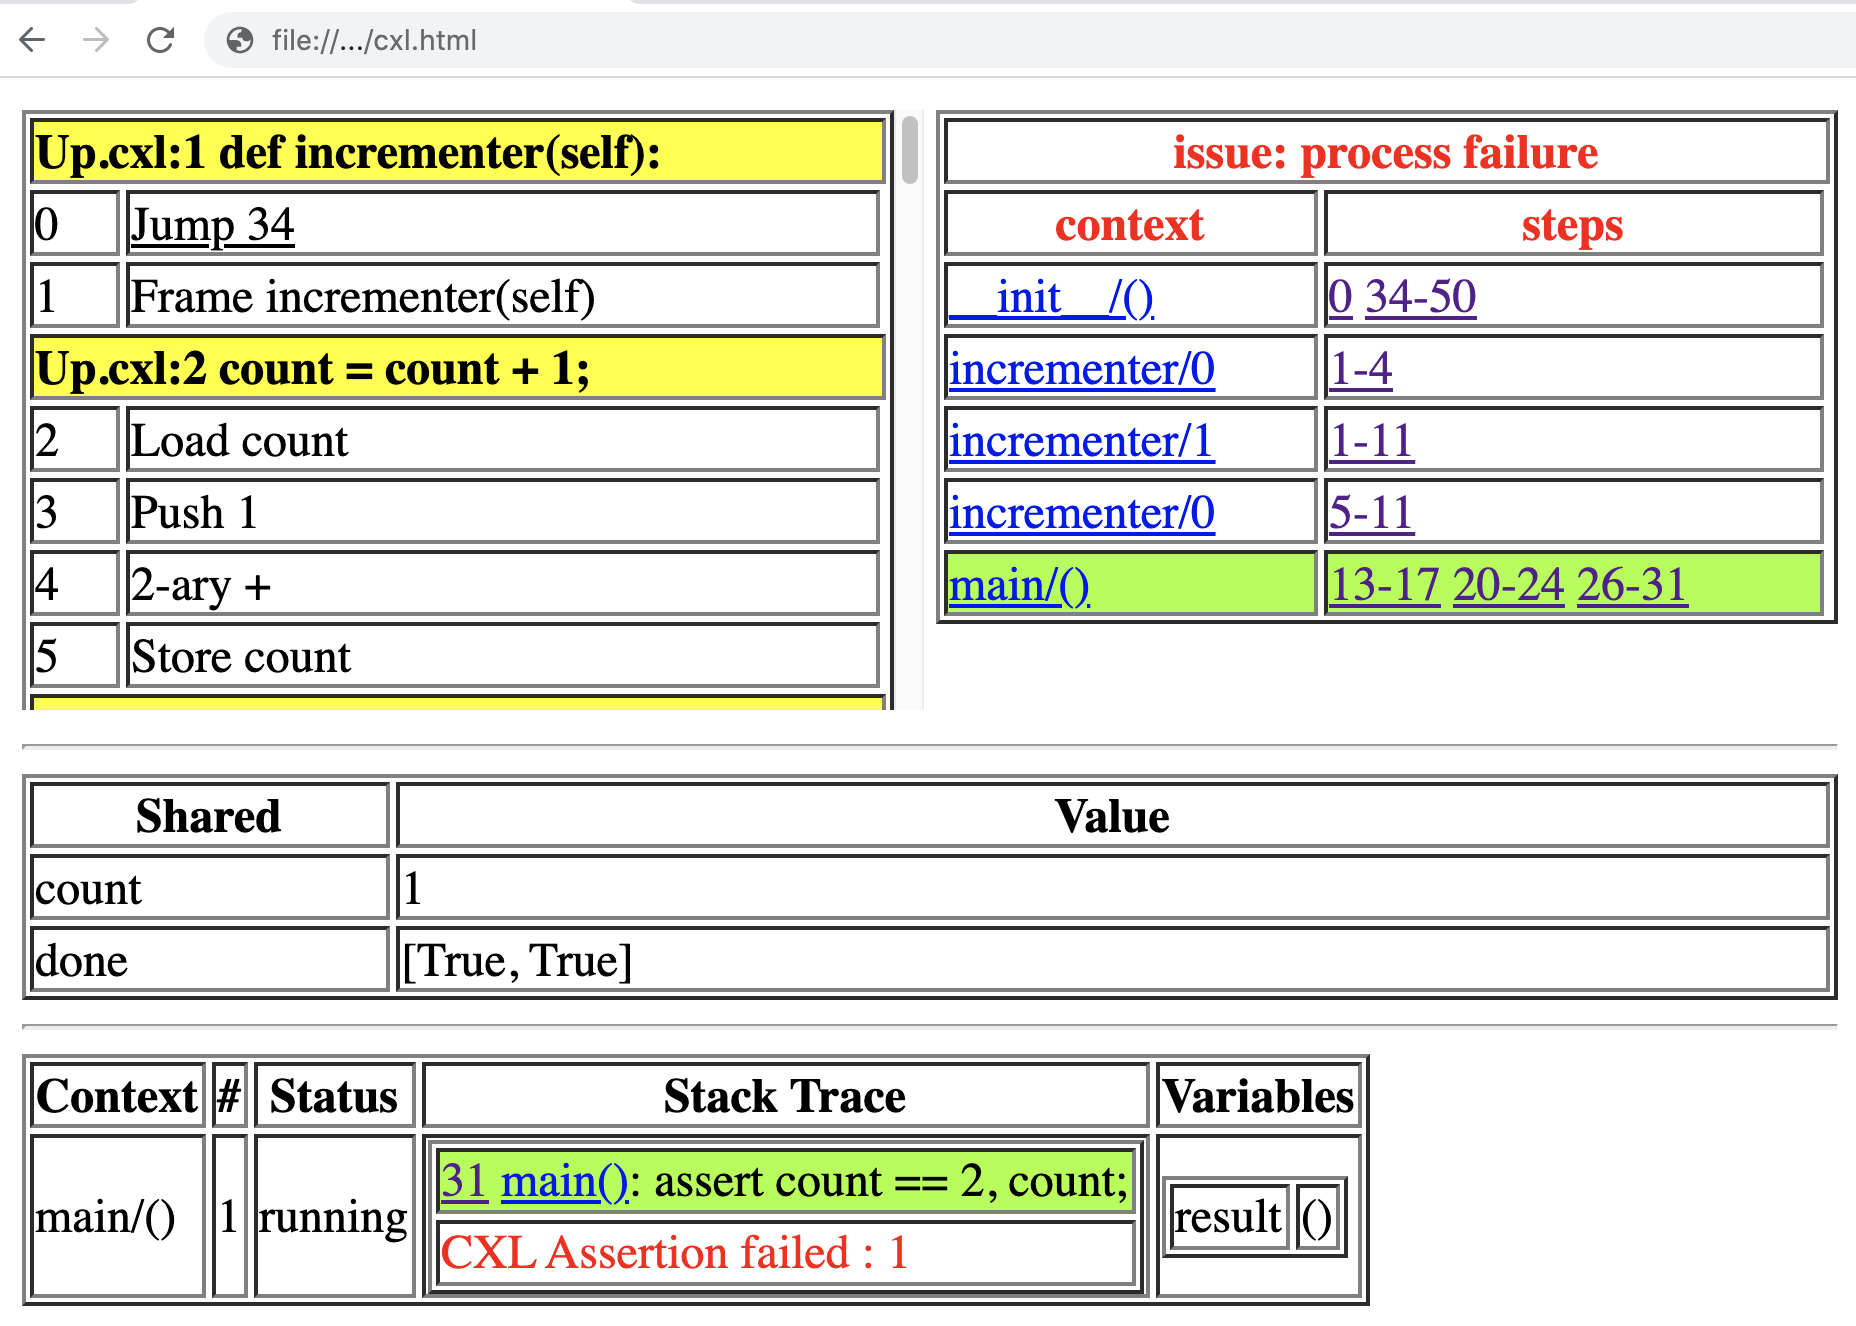 file://.../cxl.html
Up.cxl:1 def incrementer(self):
0 Jump 34
1 Frame incrementer(self)
Up.cxl:2 count = count + 1;
2 Load count
3 Push 1
4 2-ary +
5 Store count
issue: process failure
context steps
__init__/() 0 34-50
incrementer/0 1-4
incrementer/1 1-11
incrementer/0 5-11
main/() 13-17 20-24 26-31
Shared Value
count 1
done [True, True]
Context # Status Stack Trace Variables
main/() 1 running 31 main(): assert count == 2, count; result ()
CXL Assertion failed : 1